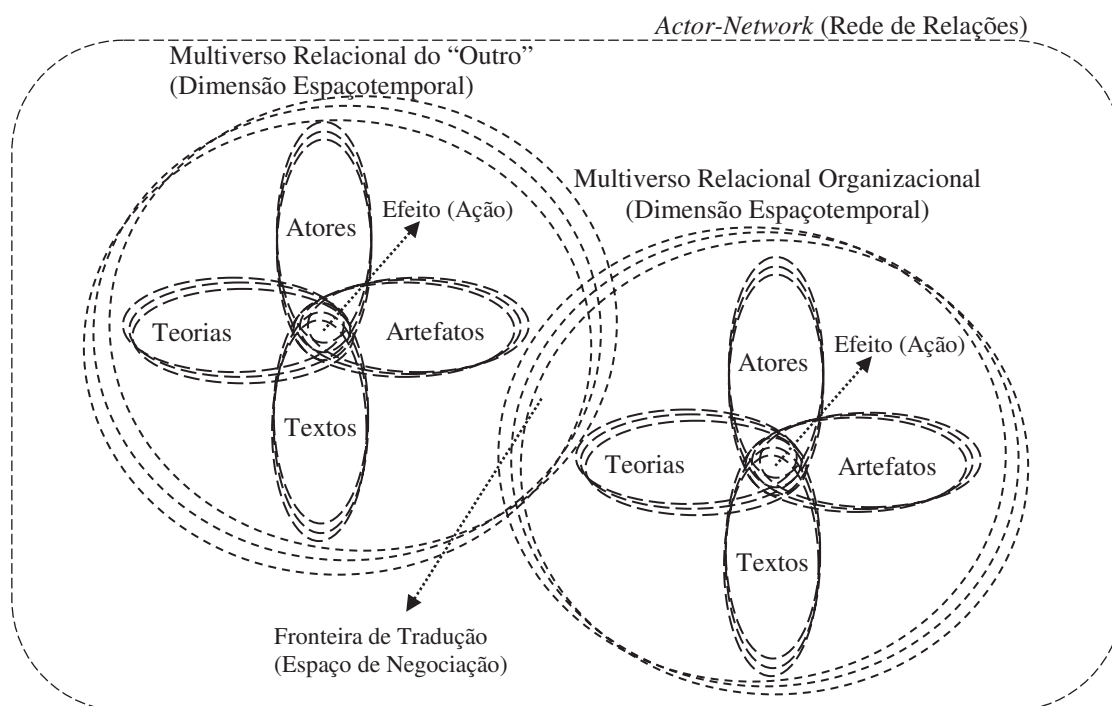 Actor-Network (Rede de Relações)
Multiverso Relacional do “Outro”
(Dimensão Espaçotemporal)
Atores
Efeito (Ação)
Teorias
Artefatos
Textos
Multiverso Relacional Organizacional
(Dimensão Espaçotemporal)
Atores
Efeito (Ação)
Teorias
Artefatos
Textos
Fronteira de Tradução
(Espaço de Negociação)